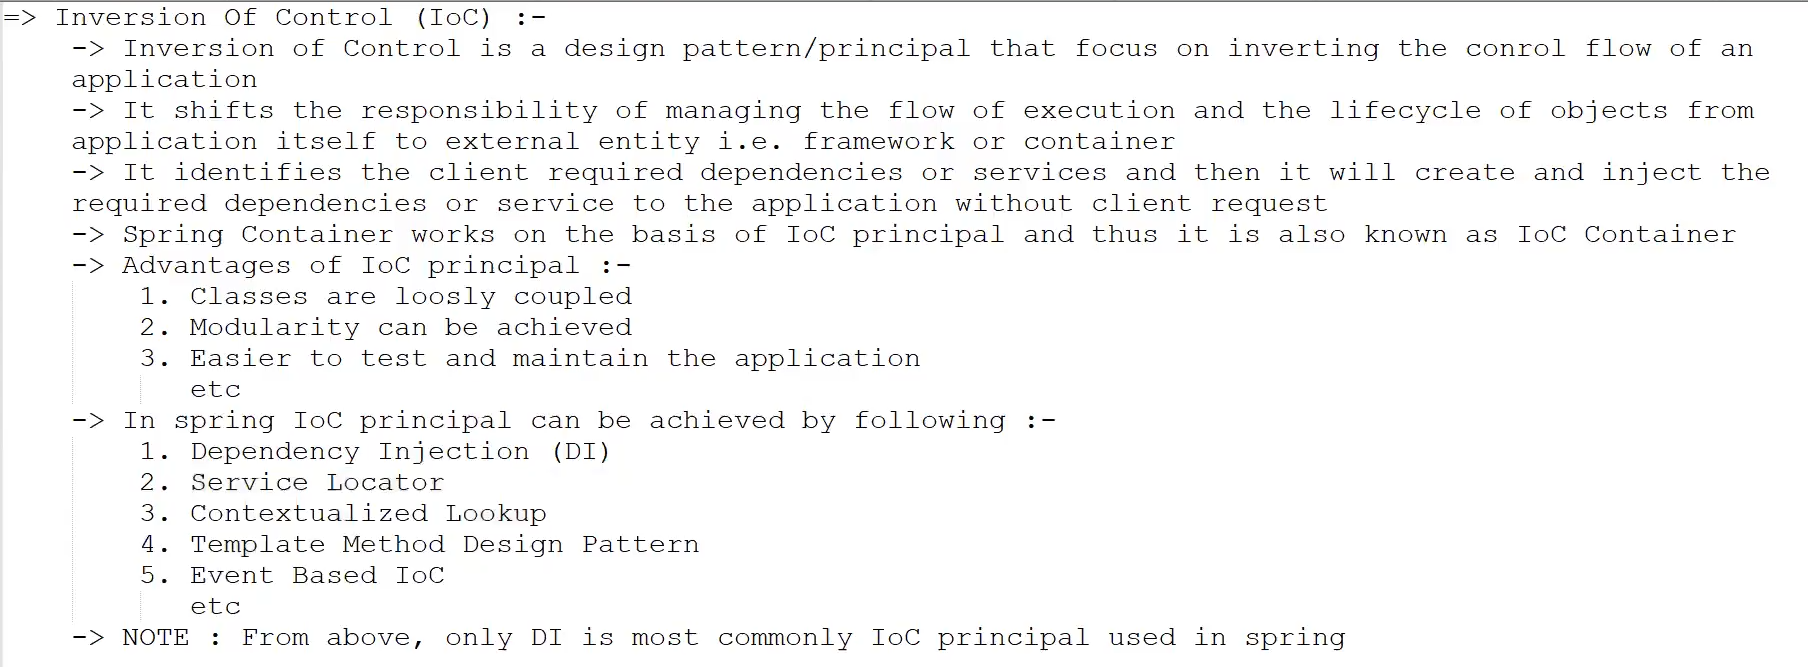 => Inversion Of Control (IoC) :-
-> Inversion of Control is a design pattern/principal that focus on inverting the conrol flow of an
application
-> It shifts the responsibility of managing the flow of execution and the lifecycle of objects from
application itself to external entity i.e. framework or container
-> It identifies the client required dependencies or services and then it will create and inject the
required dependencies or service to the application without client request
-> Spring Container works on the basis of IoC principal and thus it is also known as IoC Container
-> Advantages of IoC principal :-
1. Classes are loosly coupled
2. Modularity can be achieved
3. Easier to test and maintain the application
etc
-> In spring IoC principal can be achieved by following :-
1. Dependency Injection (DI)
2. Service Locator
3. Contextualized Lookup
4. Template Method Design Pattern
5. Event Based IoC
etc
-> NOTE : From above, only DI is most commonly IoC principal used in spring